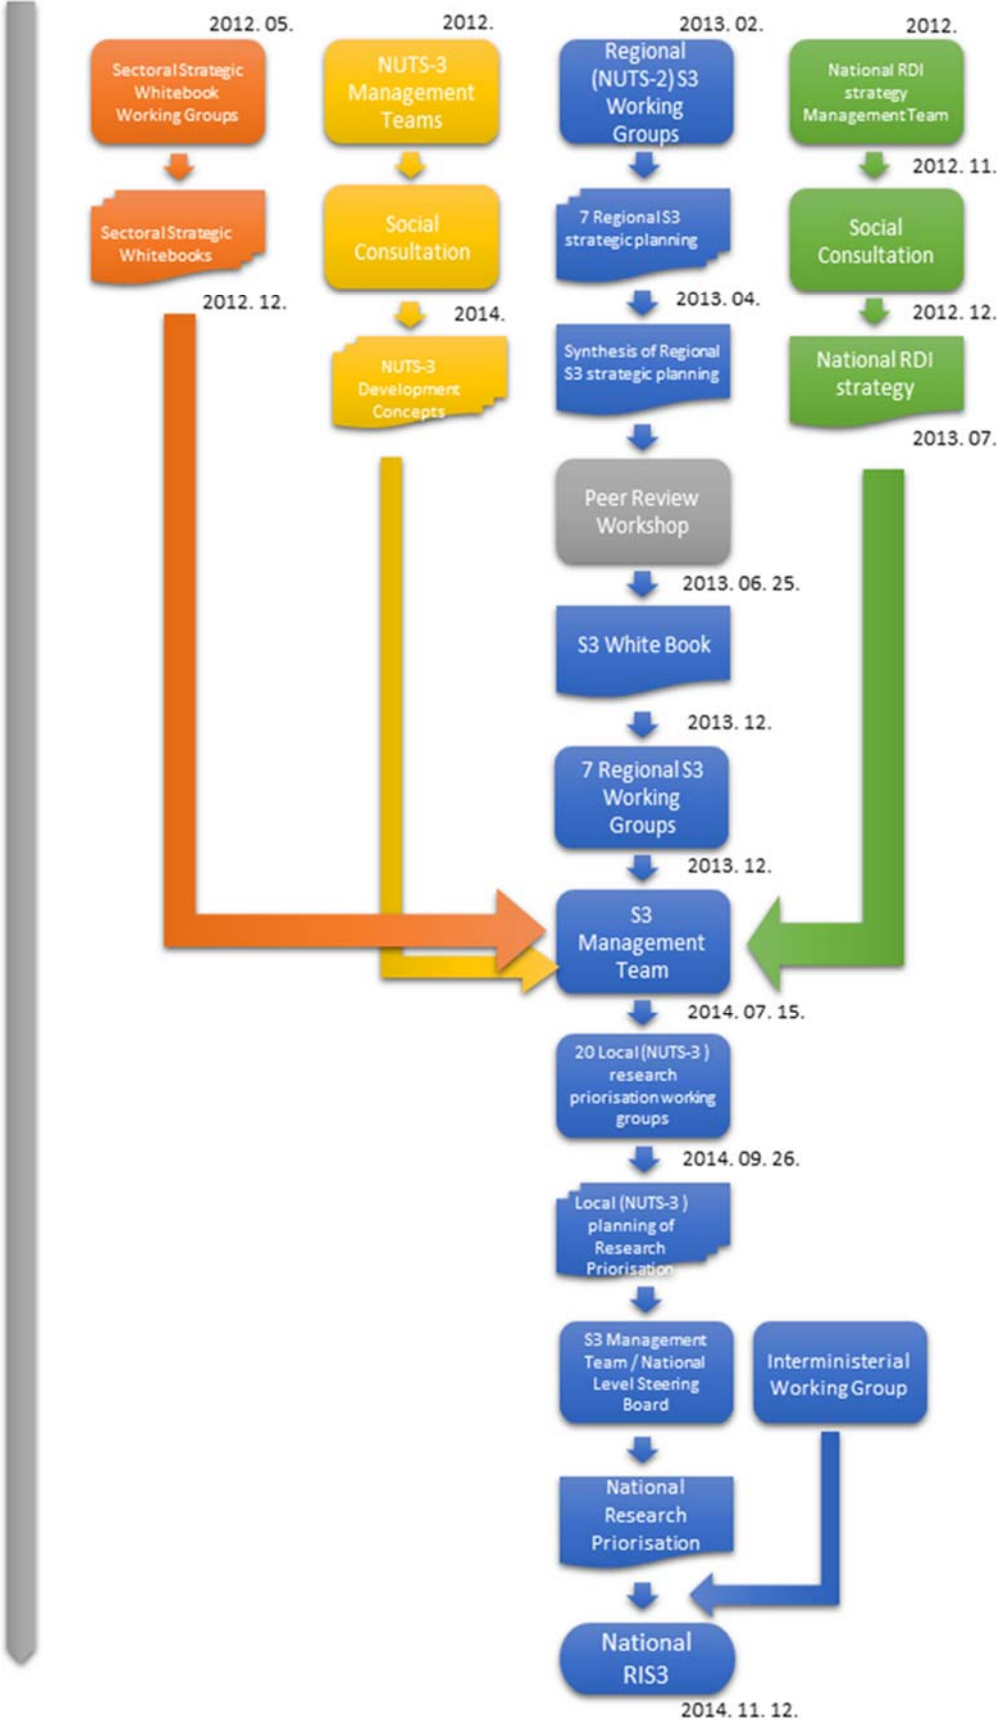 2012. 05.
2012.
2013. 02.
2012.
Sectoral Strategic
Whitebook
Working Groups
NUTS-3
Management
Teams
Regional
(NUTS-2) S3
Working
Groups
National RDI
strategy
Management Team
2012. 11.
Sectoral Strategic
Whitebooks
Social
Consultation
7 Regional S3
strategic planning
Social
Consultation
2012. 12.
2014.
2013. 04.
2012. 12.
NUTS-3
Development
Concepts
Synthesis of Regional
S3 strategic planning
National RDI
strategy
2013. 07.
Peer Review
Workshop
2013. 06. 25.
S3 White Book
2013. 12.
7 Regional S3
Working
Groups
2013. 12.
S3
Management
Team
2014. 07. 15.
20 Local (NUTS-3 )
research
priorisation working
groups
2014. 09. 26.
Local (NUTS-3 )
planning of
Research
Priorisation
S3 Management
Team / National
Level Steering
Board
Interministerial
Working Group
National
Research
Priorisation
National
RIS3
2014. 11. 12.